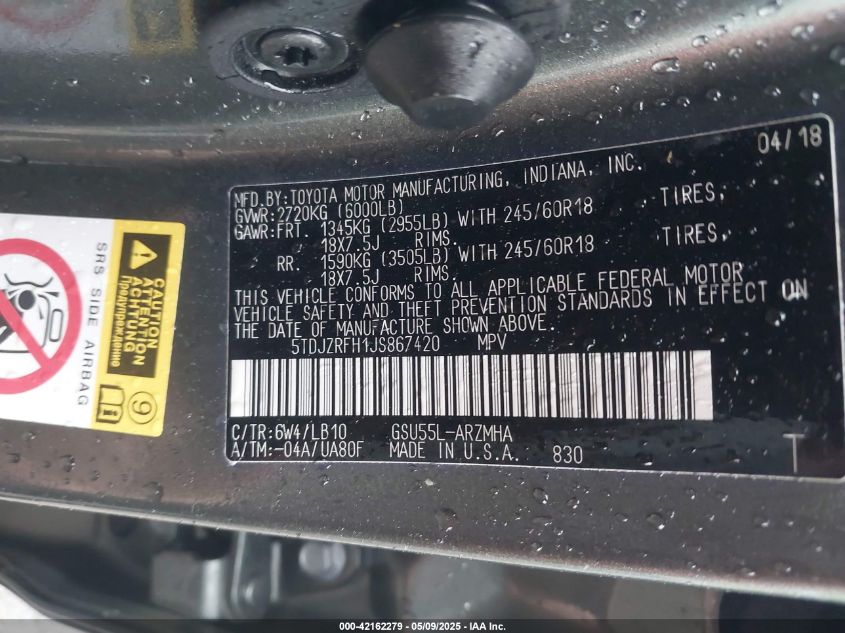 04/18
MFD.BY:TOYOTA MOTOR MANUFACTURING, INDIANA, INC.
GVWR:2720KG (6000LB)
GAWR:FRT. 1345KG (2955LB) WITH 245/60R18 TIRES,
18X7.5J RIMS.
RR. 1590KG (3505LB) WITH 245/60R18 TIRES,
18X7.5J RIMS.
THIS VEHICLE CONFORMS TO ALL APPLICABLE FEDERAL MOTOR
VEHICLE SAFETY AND THEFT PREVENTION STANDARDS IN EFFECT ON
THE DATE OF MANUFACTURE SHOWN ABOVE.
5TDJZRFH1JS867420 MPV
C/TR:6W4/LB10 GSU55L-ARZMHA
A/TM:-04A/UA80F MADE IN U.S.A. 830
T
SRS SIDE AIRBAG
CAUTION
ATTENTION
ACHTUNG
Предупреждение
9
000-42162279 — 05/09/2025 — IAA Inc.